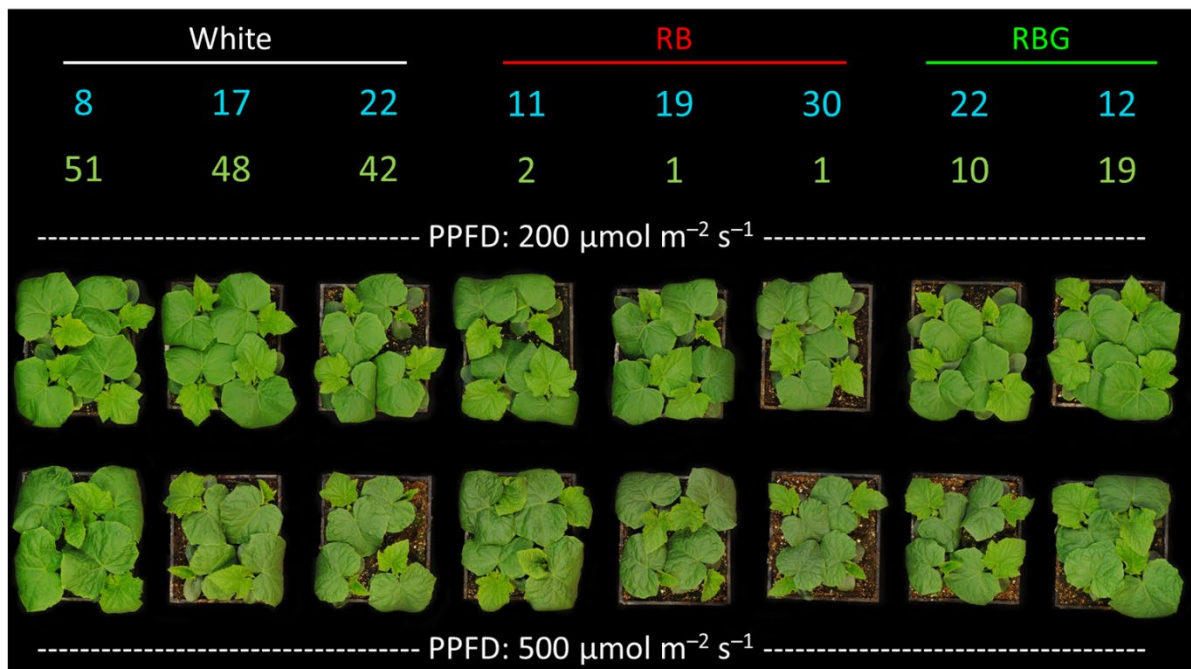 White RB RBG
8 17 22 11 19 30 22 12
51 48 42 2 1 1 10 19
PPFD: 200 µmol m⁻² s⁻¹
PPFD: 500 µmol m⁻² s⁻¹